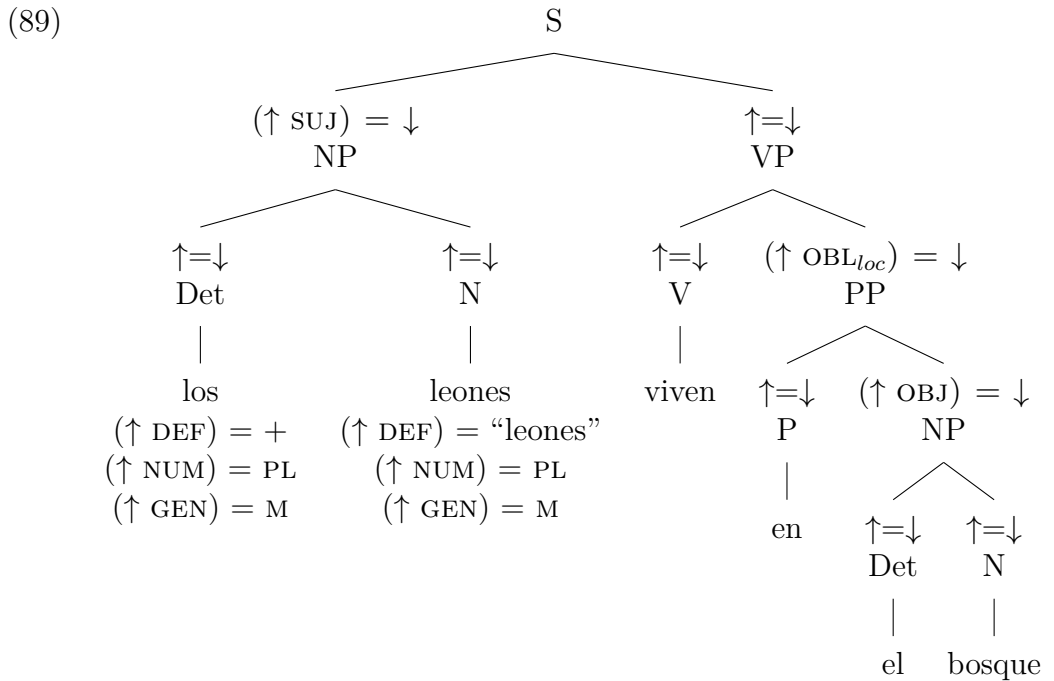 (89) S
(↑ SUJ) = ↓ ↑=↓
NP VP
↑=↓ ↑=↓ ↑=↓ (↑ OBL_loc) = ↓
Det N V PP
los leones viven ↑=↓ (↑ OBJ) = ↓
(↑ DEF) = + (↑ DEF) = “leones” P NP
(↑ NUM) = PL (↑ NUM) = PL
(↑ GEN) = M (↑ GEN) = M en ↑=↓ ↑=↓
Det N
el bosque